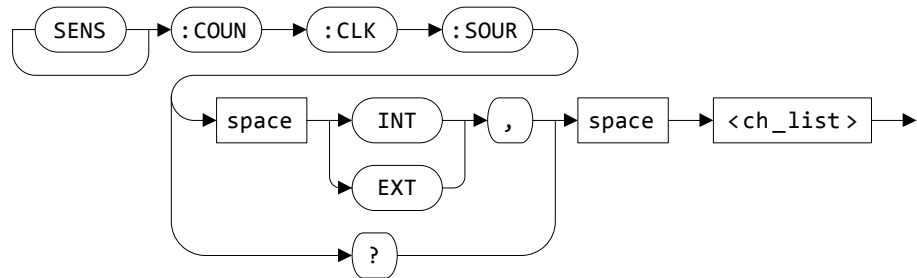 SENS :COUN :CLK :SOUR
space INT , space <ch_list>
EXT
?